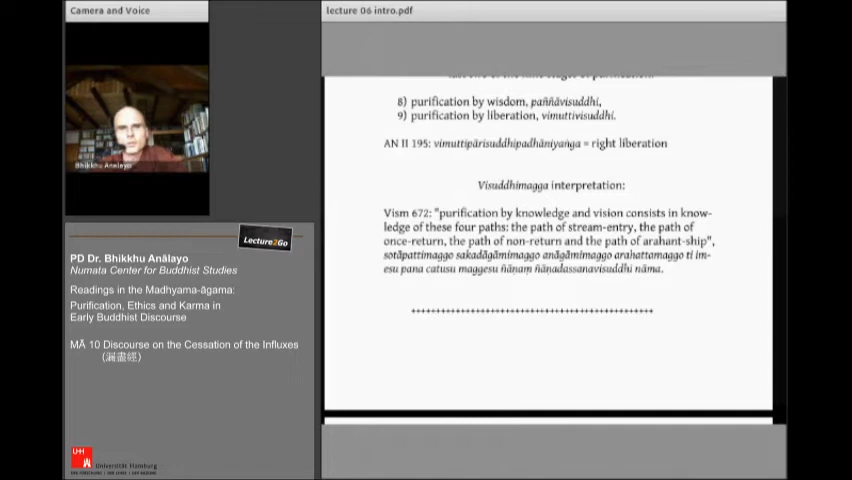 Camera and Voice
Bhikkhu Anālayo
Lecture2Go
PD Dr. Bhikkhu Anālayo
Numata Center for Buddhist Studies
Readings in the Madhyama-āgama:
Purification, Ethics and Karma in
Early Buddhist Discourse
MĀ 10 Discourse on the Cessation of the Influxes
(漏盡經)
UH
Universität Hamburg
lecture 06 intro.pdf
8) purification by wisdom, paññāvisuddhi,
9) purification by liberation, vimuttivisuddhi.
AN II 195: vimuttipārisuddhipadhāniyaṅga = right liberation
Visuddhimagga interpretation:
Vism 672: "purification by knowledge and vision consists in know-
ledge of these four paths: the path of stream-entry, the path of
once-return, the path of non-return and the path of arahant-ship",
sotāpattimaggo sakadāgāmimaggo anāgāmimaggo arahattamaggo ti im-
esu pana catusu maggesu ñāṇaṃ ñāṇadassanavisuddhi nāma.
++++++++++++++++++++++++++++++++++++++++++++++++